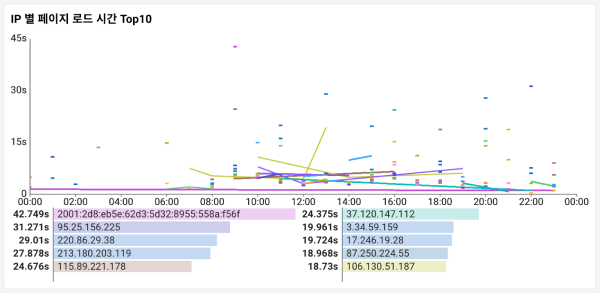 IP 별 페이지 로드 시간 Top10
45s
30s
15s
0
00:00 02:00 04:00 06:00 08:00 10:00 12:00 14:00 16:00 18:00 20:00 22:00 00:00
42.749s 2001:2d8:eb5e:62d3:5d32:8955:558a:f56f
31.271s 95.25.156.225
29.01s 220.86.29.38
27.878s 213.180.203.119
24.676s 115.89.221.178
24.375s 37.120.147.112
19.961s 3.34.59.159
19.724s 17.246.19.28
18.968s 87.250.224.55
18.73s 106.130.51.187